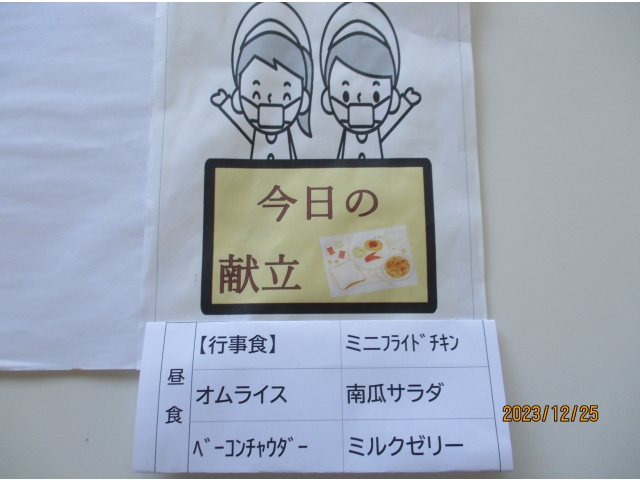 今日の
献立
昼食
【行事食】
ミニフライドチキン
オムライス
南瓜サラダ
ベーコンチャウダー
ミルクゼリー
2023/12/25